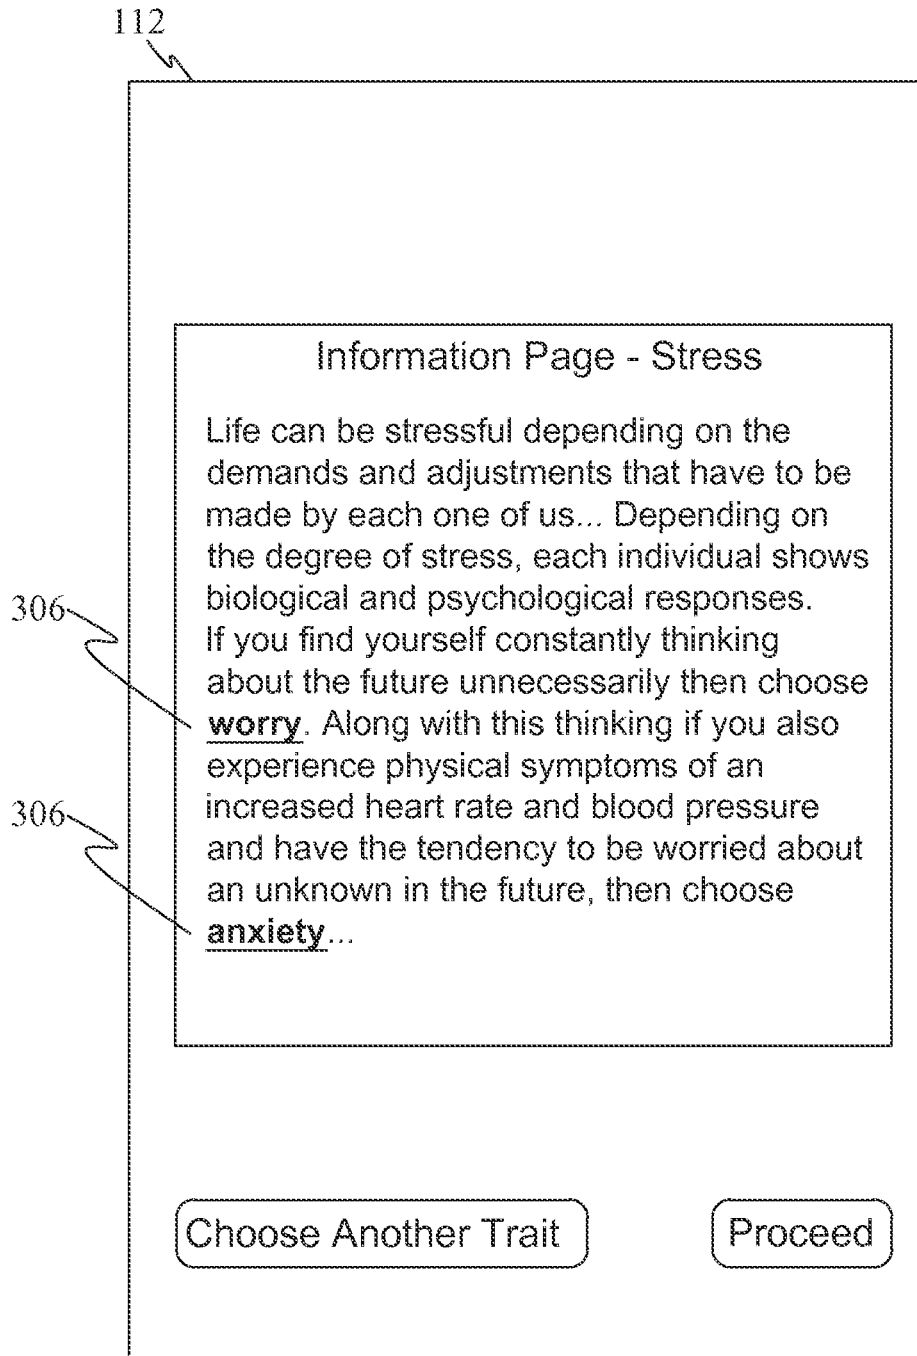 112
Information Page - Stress
Life can be stressful depending on the
demands and adjustments that have to be
made by each one of us... Depending on
the degree of stress, each individual shows
biological and psychological responses.
306
If you find yourself constantly thinking
about the future unnecessarily then choose
worry. Along with this thinking if you also
experience physical symptoms of an
306
increased heart rate and blood pressure
and have the tendency to be worried about
an unknown in the future, then choose
anxiety...
Choose Another Trait
Proceed